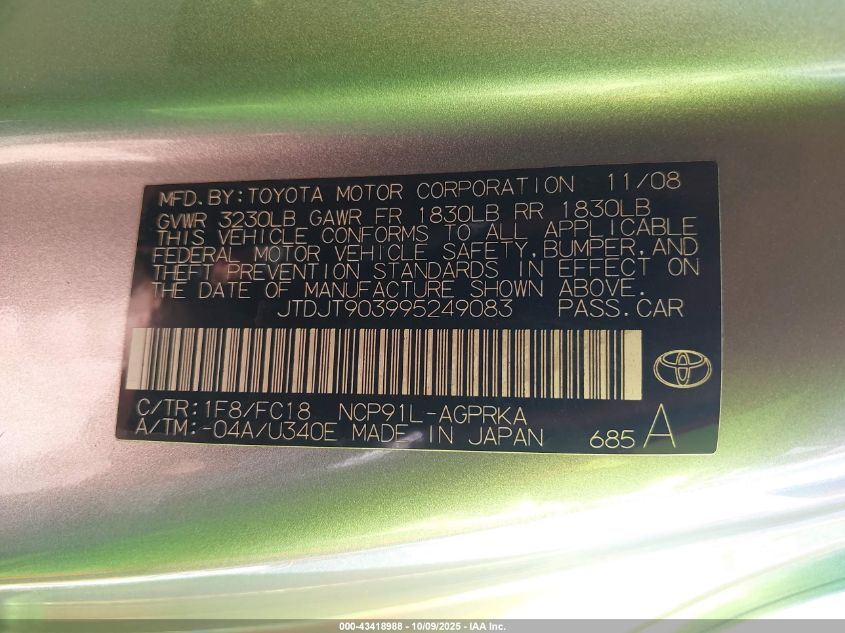 MFD.BY:TOYOTA MOTOR CORPORATION 11/08
GVWR 3230LB GAWR FR 1830LB RR 1830LB
THIS VEHICLE CONFORMS TO ALL APPLICABLE
FEDERAL MOTOR VEHICLE SAFETY,BUMPER,AND
THEFT PREVENTION STANDARDS IN EFFECT ON
THE DATE OF MANUFACTURE SHOWN ABOVE.
JTDJT903995249083 PASS.CAR
C/TR:1F8/FC18 NCP91L-AGPRKA
A/TM:-04A/U340E MADE IN JAPAN 685 A
000-43418988 - 10/09/2025 - IAA Inc.